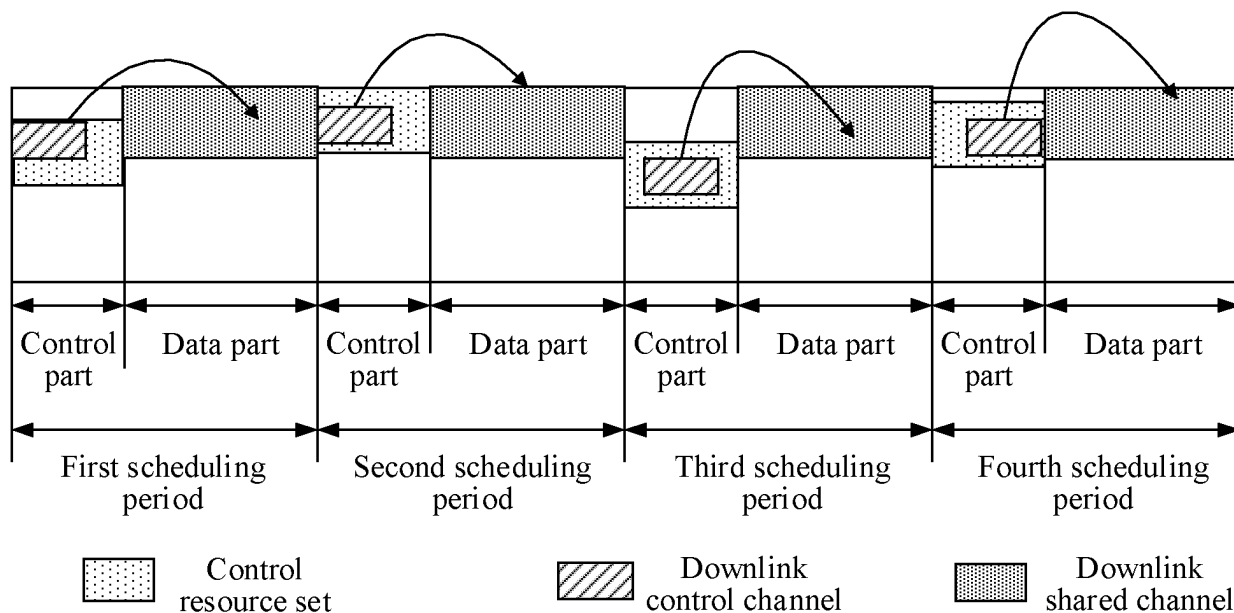 Control
part
Data part
Control
part
Data part
Control
part
Data part
Control
part
Data part
First scheduling
period
Second scheduling
period
Third scheduling
period
Fourth scheduling
period
Control
resource set
Downlink
control channel
Downlink
shared channel